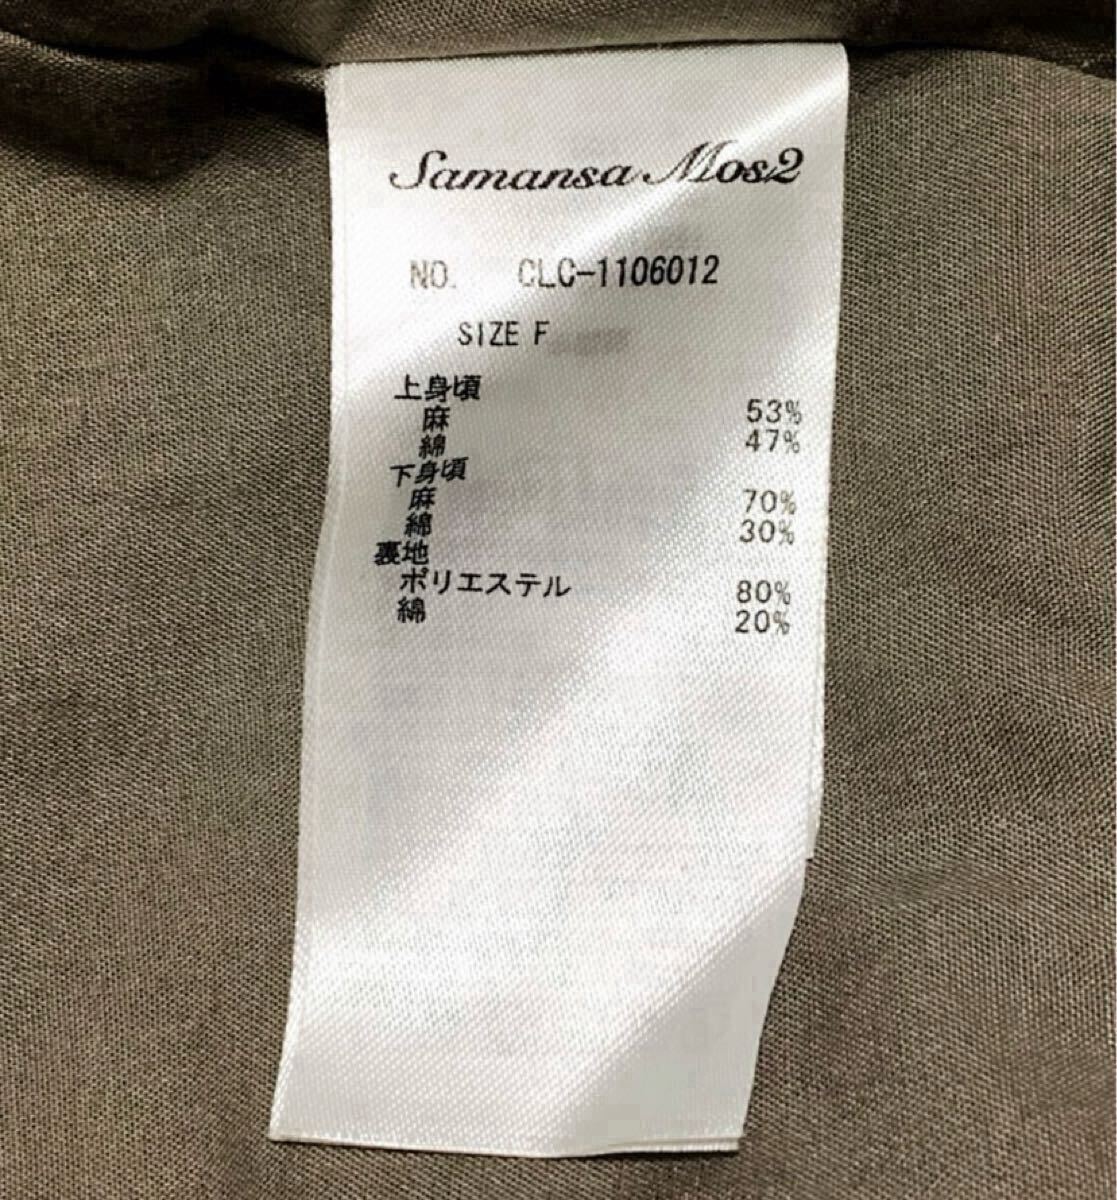 Samansa Mos2
NO. CLC-1106012
SIZE F
上身頃
麻 53%
綿 47%
下身頃
麻 70%
綿 30%
裏地
ポリエステル 80%
綿 20%